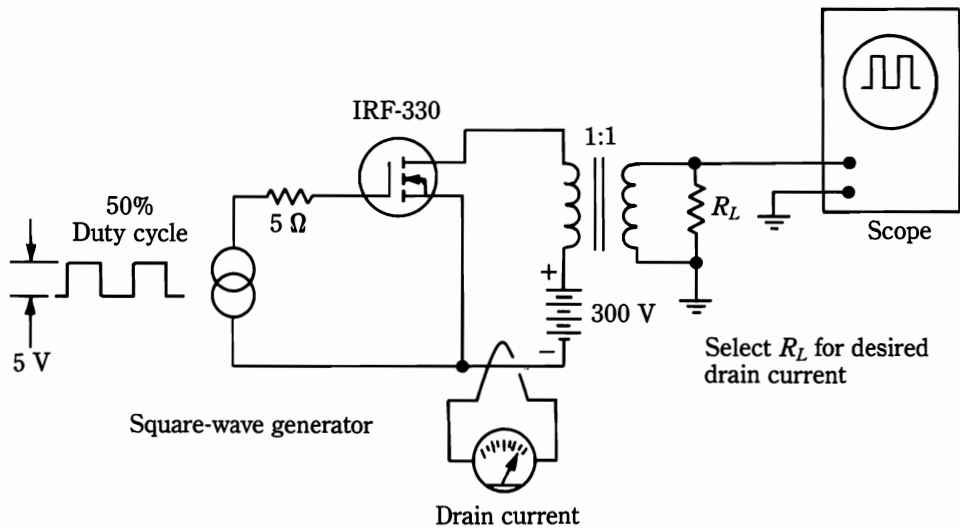 IRF-330
1:1
50%
Duty cycle
5 Ω
R_L
Scope
+
300 V
−
5 V
Select R_L for desired
drain current
Square-wave generator
Drain current